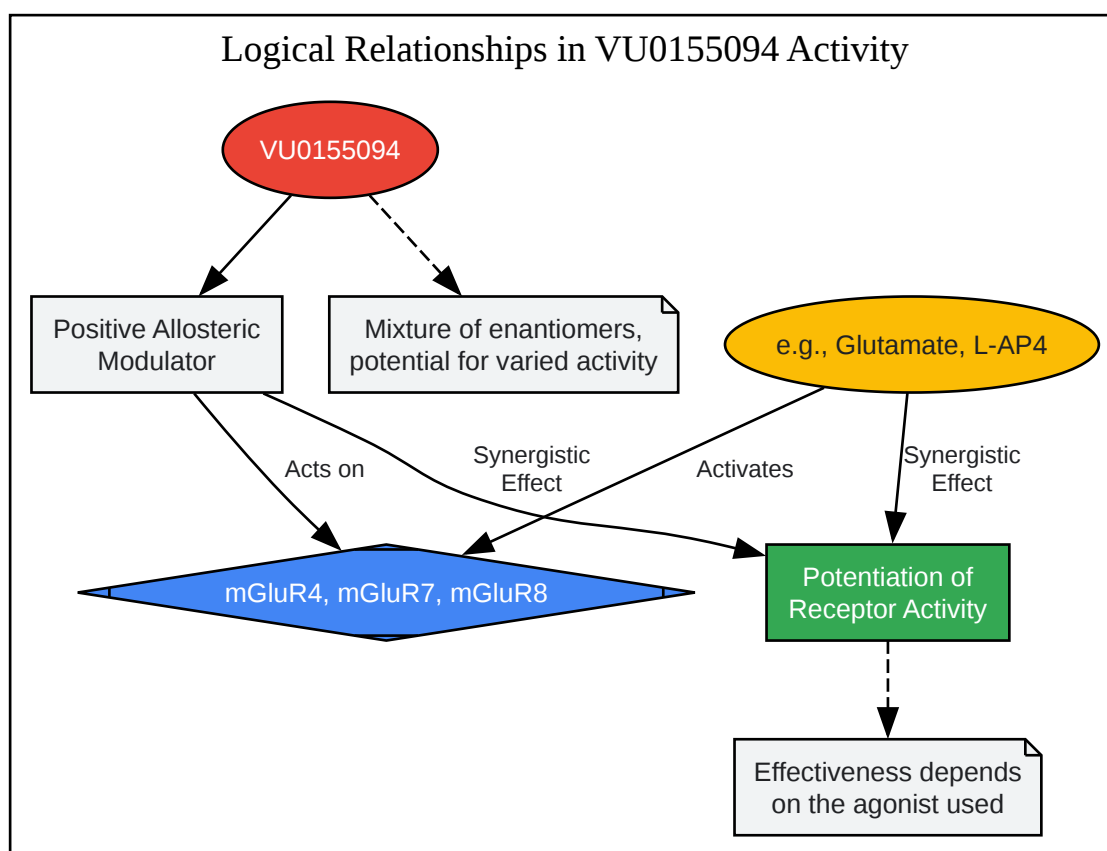 Logical Relationships in VU0155094 Activity
VU0155094
Positive Allosteric
Modulator
Mixture of enantiomers,
potential for varied activity
e.g., Glutamate, L-AP4
Acts on
Synergistic
Effect
Activates
Synergistic
Effect
mGluR4, mGluR7, mGluR8
Potentiation of
Receptor Activity
Effectiveness depends
on the agonist used